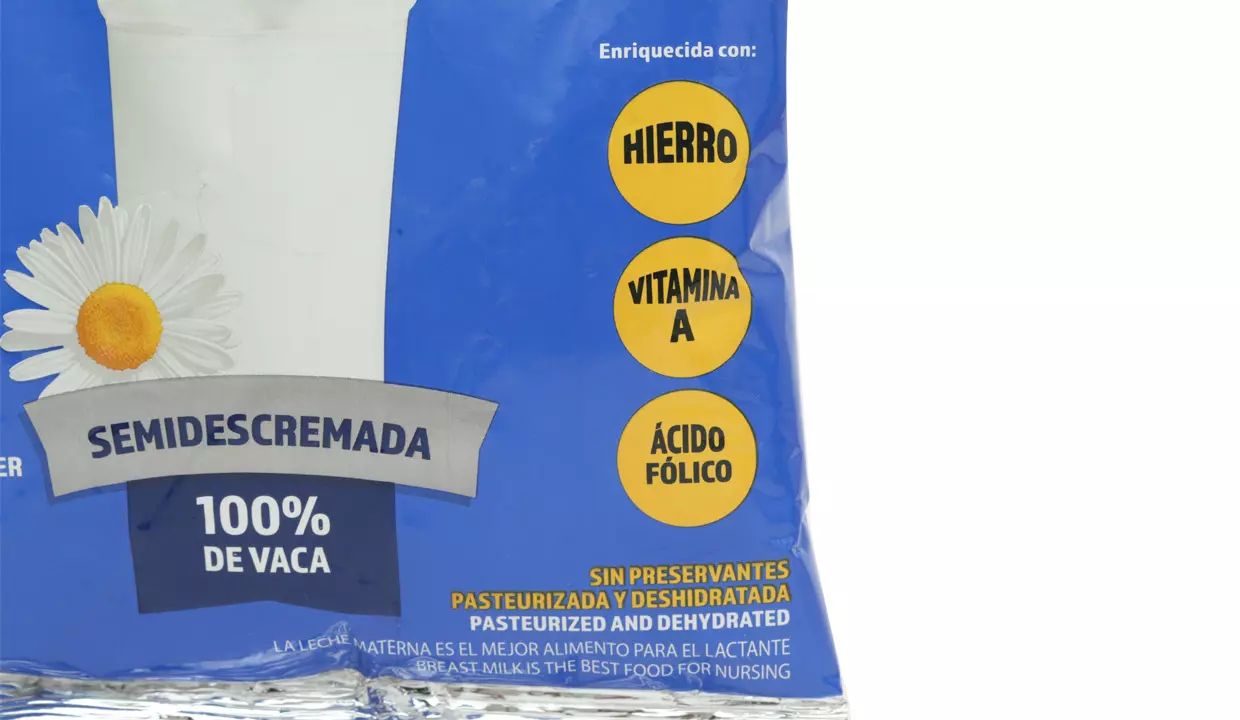 Enriquecida con:
HIERRO
VITAMINA
A
ÁCIDO
FÓLICO
SEMIDESCREMADA
ER
100%
DE VACA
SIN PRESERVANTES
PASTEURIZADA Y DESHIDRATADA
PASTEURIZED AND DEHYDRATED
LA LECHE MATERNA ES EL MEJOR ALIMENTO PARA EL LACTANTE
BREAST MILK IS THE BEST FOOD FOR NURSING